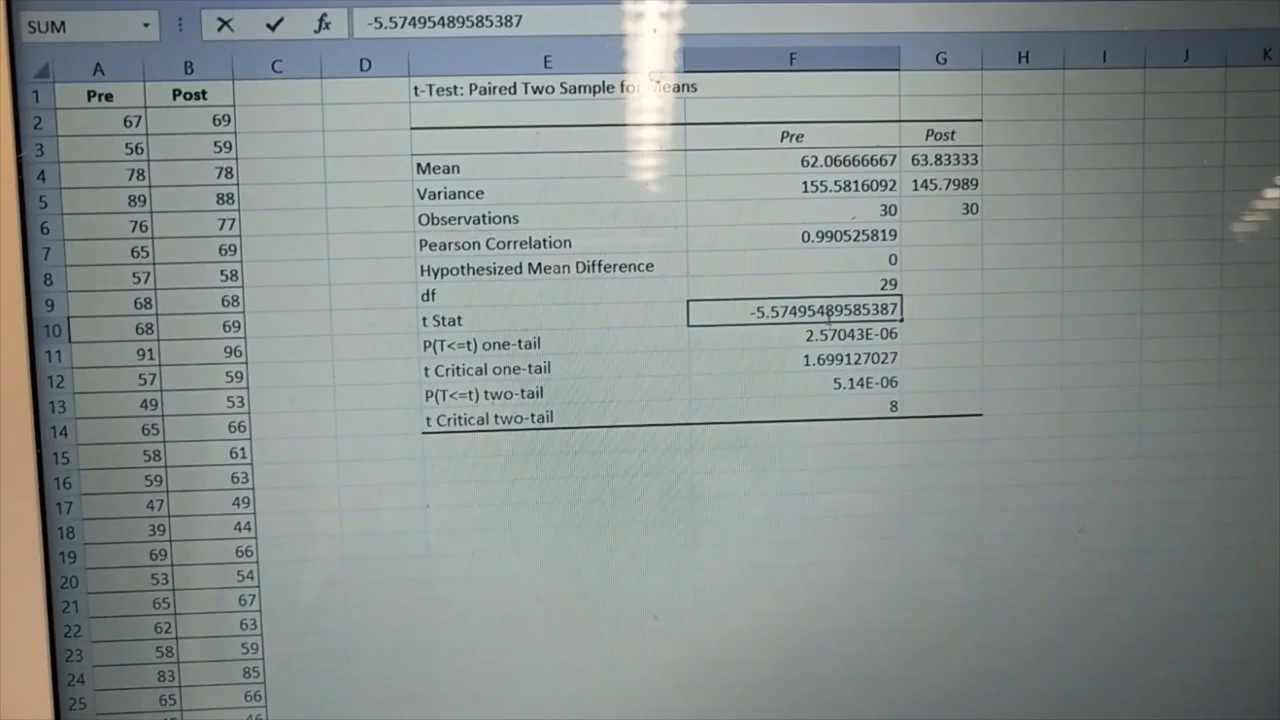 SUM -5.57495489585387
A B C D E F G H I J K
1 Pre Post t-Test: Paired Two Sample for Means
2 67 69
3 56 59 Pre Post
4 78 78 Mean 62.06666667 63.83333
5 89 88 Variance 155.5816092 145.7989
6 76 77 Observations 30 30
7 65 69 Pearson Correlation 0.990525819
8 57 58 Hypothesized Mean Difference 0
9 68 68 df 29
10 68 69 t Stat -5.57495489585387
11 91 96 P(T<=t) one-tail 2.57043E-06
12 57 59 t Critical one-tail 1.699127027
13 49 53 P(T<=t) two-tail 5.14E-06
14 65 66 t Critical two-tail 8
15 58 61
16 59 63
17 47 49
18 39 44
19 69 66
20 53 54
21 65 67
22 62 63
23 58 59
24 83 85
25 65 66